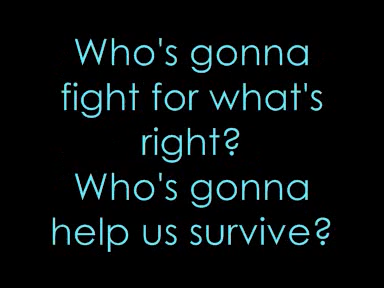 Who's gonna
fight for what's
right?
Who's gonna
help us survive?